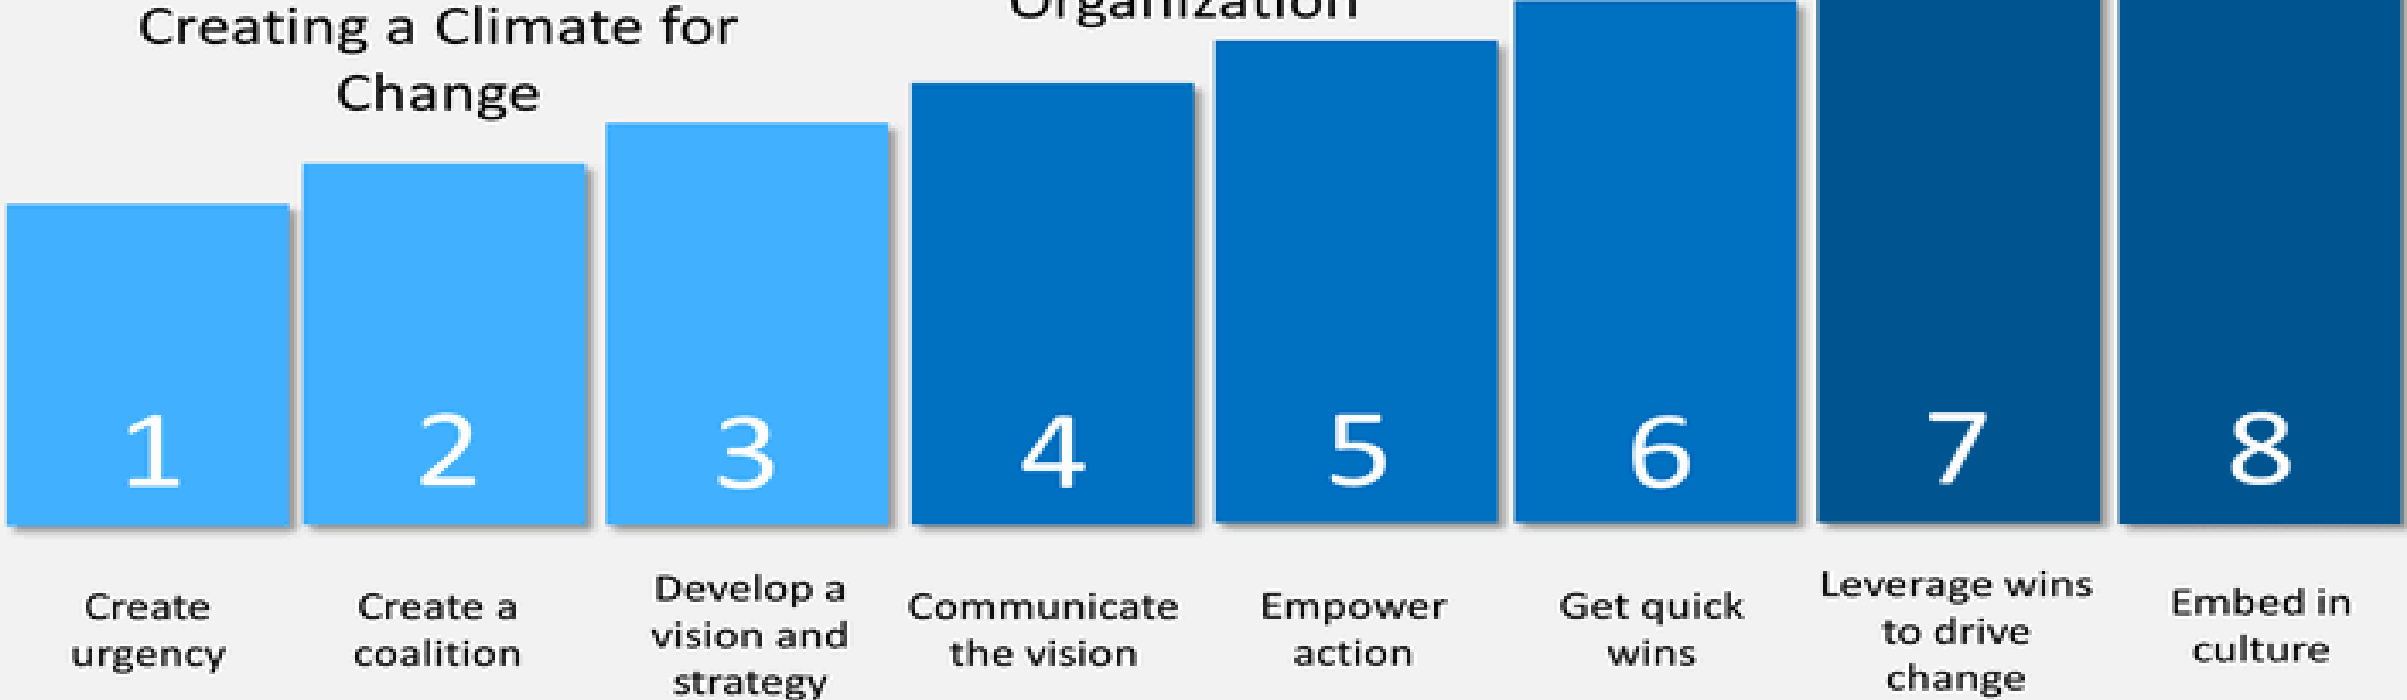 Creating a Climate for
Change
Organization
1
2
3
4
5
6
7
8
Create
urgency
Create a
coalition
Develop a
vision and
strategy
Communicate
the vision
Empower
action
Get quick
wins
Leverage wins
to drive
change
Embed in
culture